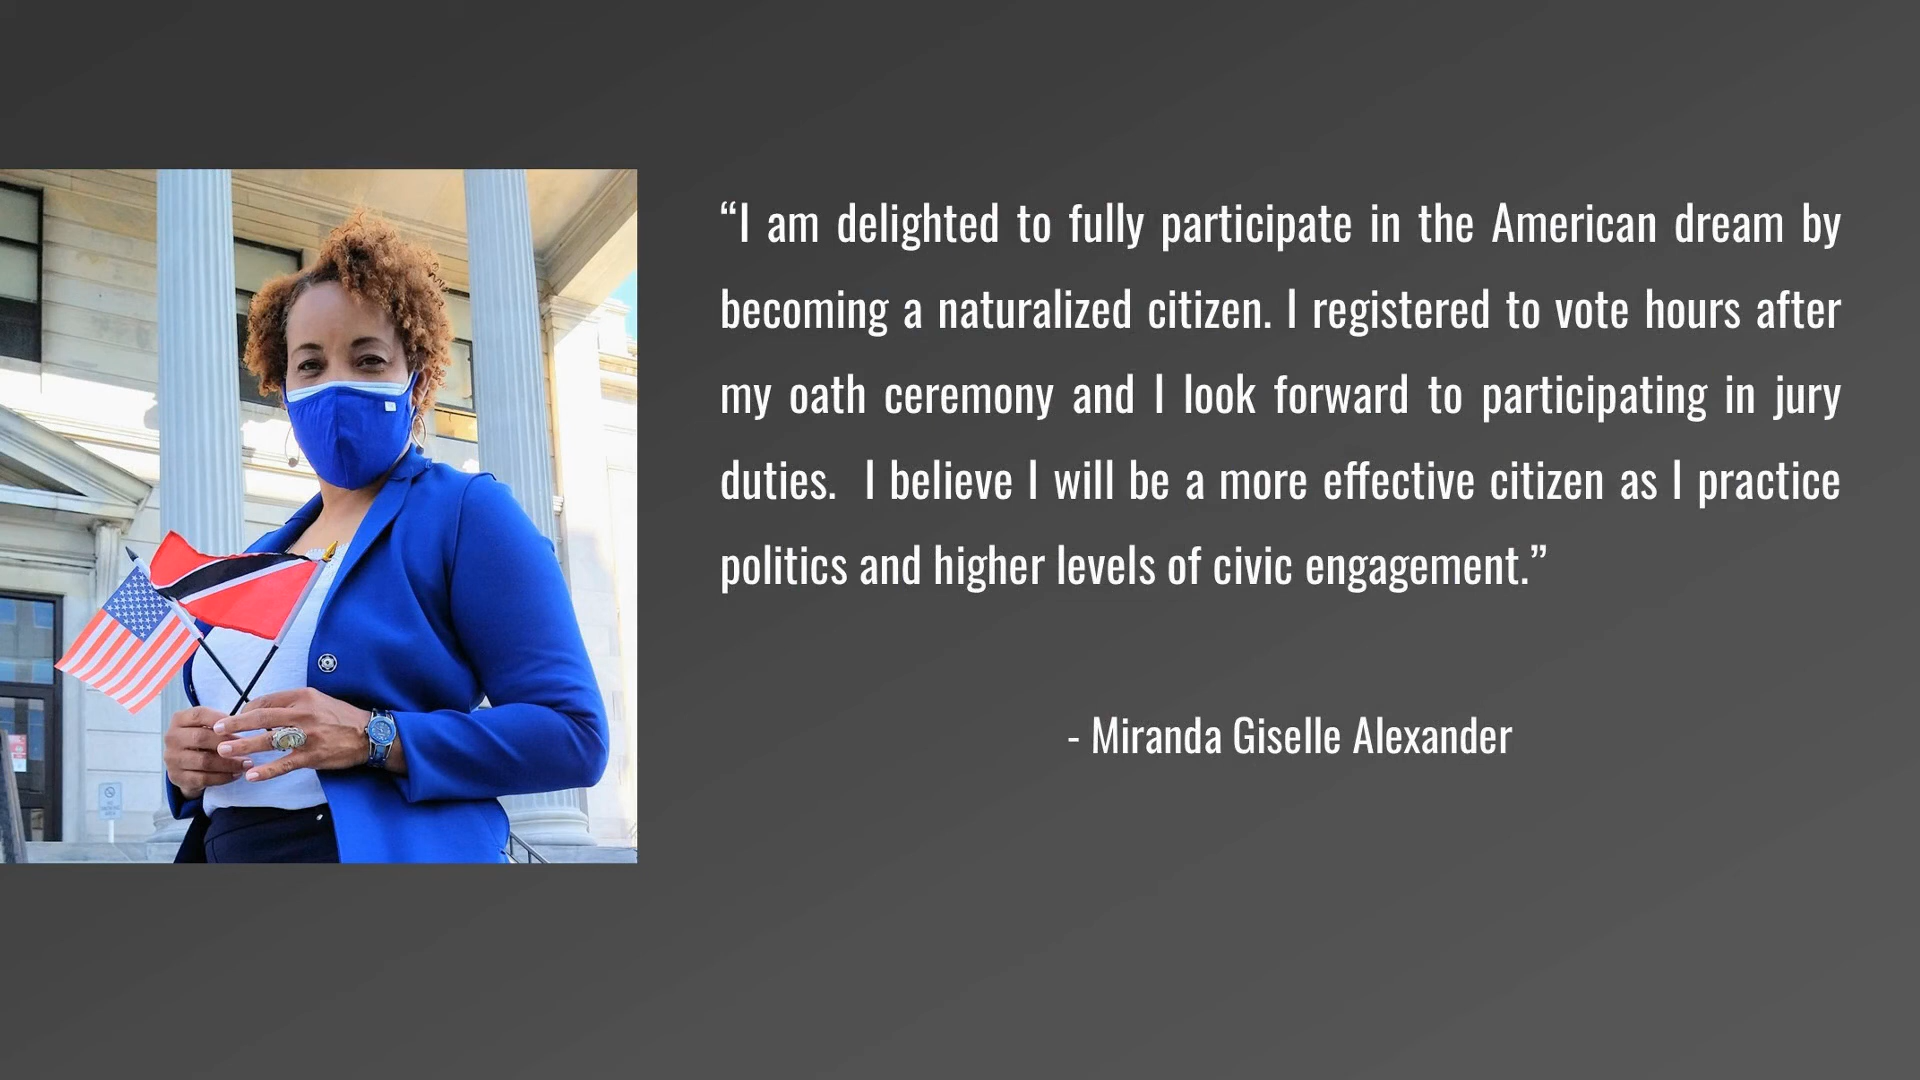 “I am delighted to fully participate in the American dream by
becoming a naturalized citizen. I registered to vote hours after
my oath ceremony and I look forward to participating in jury
duties.  I believe I will be a more effective citizen as I practice
politics and higher levels of civic engagement.”
- Miranda Giselle Alexander